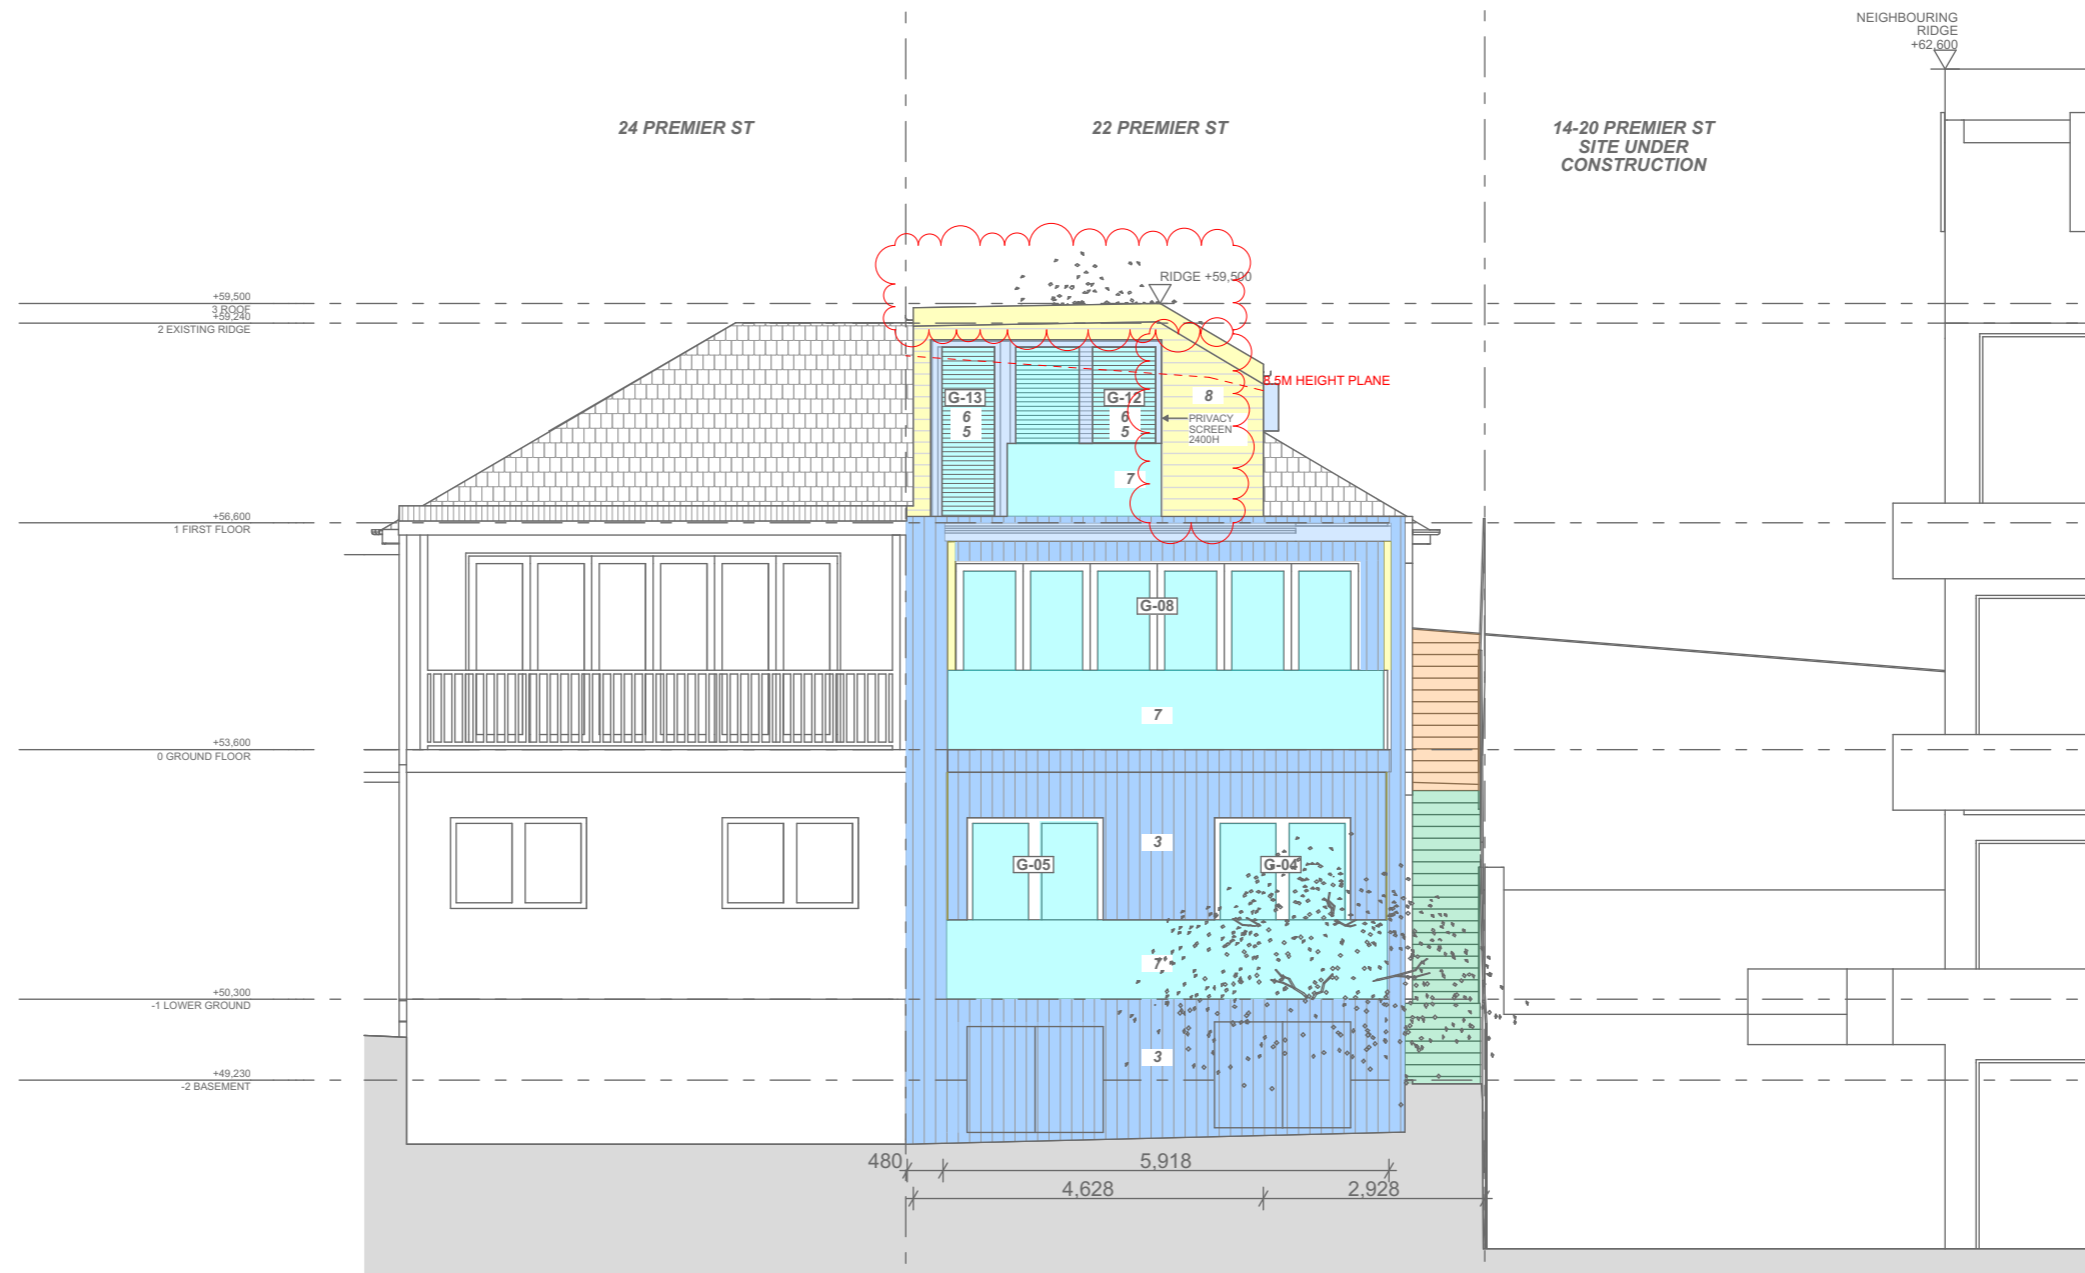 NEIGHBOURING
RIDGE
+62,600
24 PREMIER ST
22 PREMIER ST
14-20 PREMIER ST
SITE UNDER
CONSTRUCTION
RIDGE +59,500
+59,500
3 ROOF
+59,240
2 EXISTING RIDGE
8.5M HEIGHT PLANE
G-13
6
5
G-12
6
5
8
PRIVACY
SCREEN
2400H
7
+56,600
1 FIRST FLOOR
G-08
7
+53,600
0 GROUND FLOOR
3
G-05
G-04
7
+50,300
-1 LOWER GROUND
3
+49,230
-2 BASEMENT
480
5,918
4,628
2,928